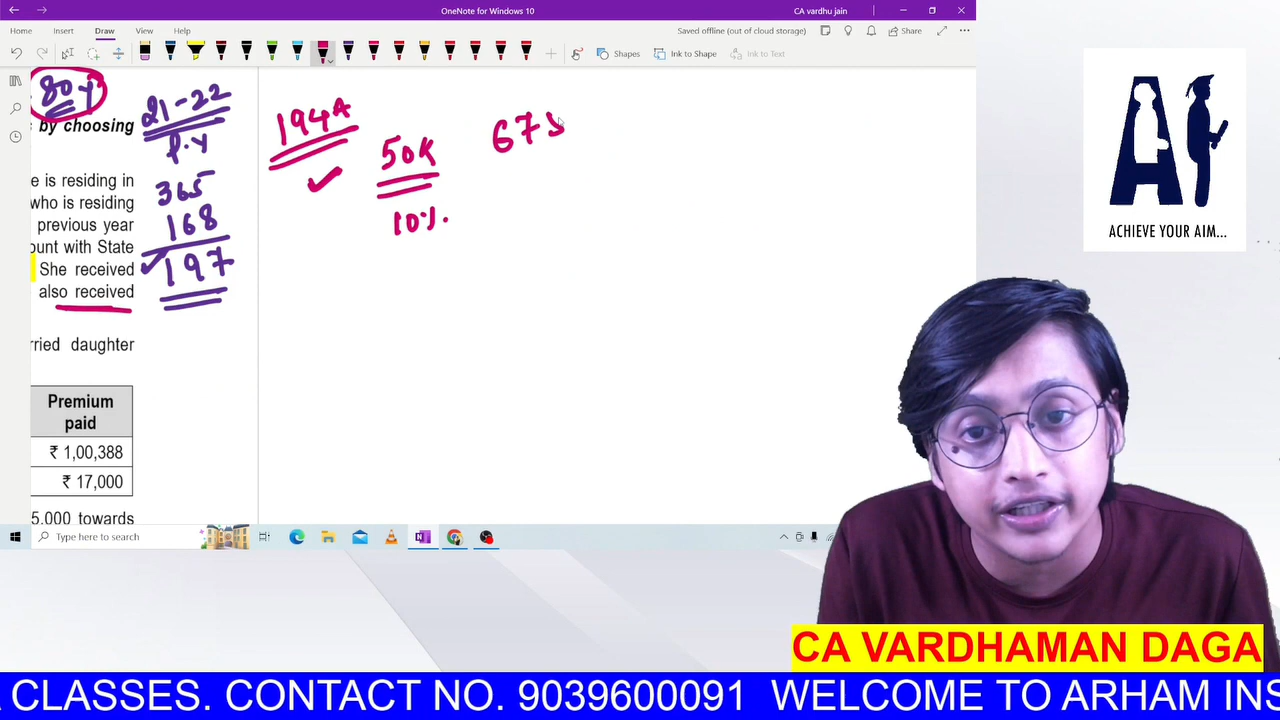 OneNote for Windows 10
CA vardhu jain
Home Insert Draw View Help
Saved offline (out of cloud storage)
Share
Shapes
Ink to Shape
Ink to Text
80 y
s by choosing
e is residing in
who is residing
previous year
ount with State
She received
also received
rried daughter
Premium
paid
₹ 1,00,388
₹ 17,000
5,000 towards
21-22
P.Y
365
168
197
194A
50K
10%.
67
Type here to search
ACHIEVE YOUR AIM...
CA VARDHAMAN DAGA
CLASSES. CONTACT NO. 9039600091 WELCOME TO ARHAM INS